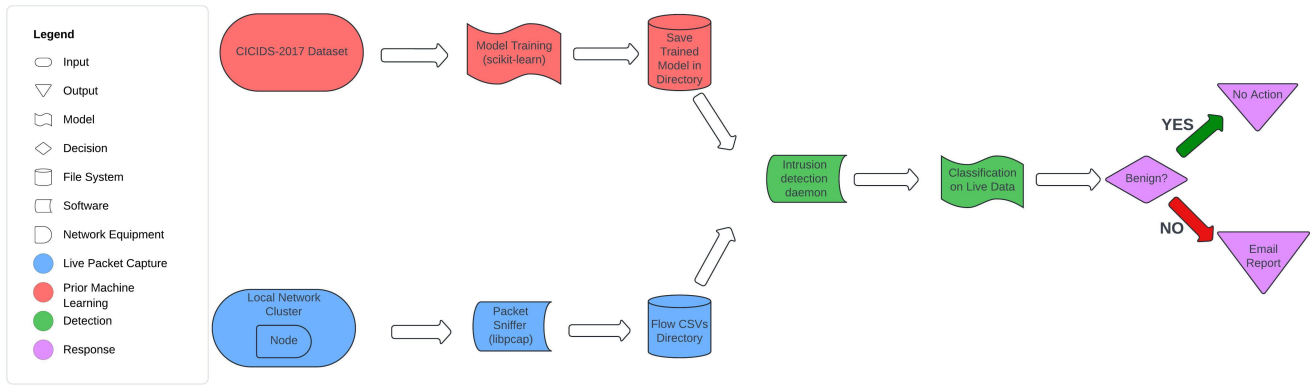 Legend
Input
Output
Model
Decision
File System
Software
Network Equipment
Live Packet Capture
Prior Machine
Learning
Detection
Response
CICIDS-2017 Dataset
Model Training
(scikit-learn)
Save
Trained
Model in
Directory
Local Network
Cluster
Node
Packet
Sniffer
(libpcap)
Flow CSVs
Directory
Intrusion
detection
daemon
Classification
on Live Data
Benign?
YES
No Action
NO
Email
Report